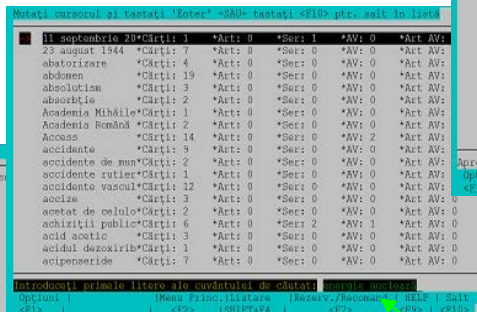 Mutați cursorul și tastați 'Enter' =SAU= tastați <F10> ptr. salt în listă
11 septembrie 20*Cărți: 1 *Art: 0 *Ser: 1 *AV: 0 *Art AV:
23 august 1944 *Cărți: 7 *Art: 0 *Ser: 0 *AV: 0 *Art AV:
abatorizare *Cărți: 4 *Art: 0 *Ser: 0 *AV: 0 *Art AV:
abdomen *Cărți: 19 *Art: 0 *Ser: 0 *AV: 0 *Art AV:
absolutism *Cărți: 3 *Art: 0 *Ser: 0 *AV: 0 *Art AV:
absorbție *Cărți: 2 *Art: 0 *Ser: 0 *AV: 0 *Art AV:
Academia Mihăile*Cărți: 1 *Art: 0 *Ser: 0 *AV: 0 *Art AV:
Academia Română *Cărți: 2 *Art: 0 *Ser: 0 *AV: 0 *Art AV:
Access *Cărți: 14 *Art: 0 *Ser: 0 *AV: 2 *Art AV:
accidente *Cărți: 9 *Art: 0 *Ser: 0 *AV: 0 *Art AV:
accidente de mun*Cărți: 2 *Art: 0 *Ser: 0 *AV: 0 *Art AV:
accidente rutier*Cărți: 1 *Art: 0 *Ser: 0 *AV: 0 *Art AV:
accidente vascul*Cărți: 12 *Art: 0 *Ser: 0 *AV: 0 *Art AV:
accize *Cărți: 3 *Art: 0 *Ser: 0 *AV: 0 *Art AV: 0
acetat de celulo*Cărți: 2 *Art: 0 *Ser: 0 *AV: 0 *Art AV: 0
achiziții public*Cărți: 6 *Art: 0 *Ser: 2 *AV: 1 *Art AV: 0
acid acetic *Cărți: 3 *Art: 0 *Ser: 0 *AV: 0 *Art AV: 0
acidul dezoxirib*Cărți: 1 *Art: 0 *Ser: 0 *AV: 0 *Art AV: 0
acipenseride *Cărți: 7 *Art: 0 *Ser: 0 *AV: 0 *Art AV: 0
Introduceți primele litere ale cuvântului de căutat: energie nucleară
Opțiuni | |Menu Princ.|Listare |Rezerv./Recomand | HELP | Salt
<F1> | <F2> |SHIFT+F4 | <F7> <F9> | <F10>